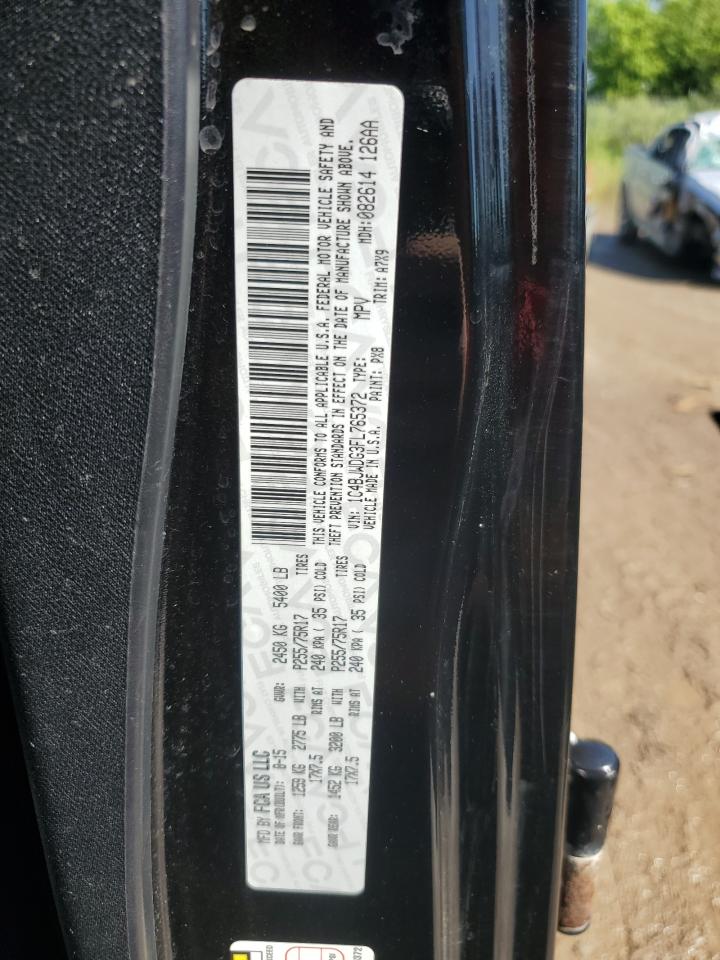 MFD BY FCA US LLC
DATE OF MFR(BUILT): 8-15 GVWR: 2450 KG 5400 LB
GAWR FRONT: 1259 KG 2775 LB WITH P255/75R17 TIRES
17X7.5 RIMS AT 240 KPA ( 35 PSI) COLD
GAWR REAR: 1452 KG 3200 LB WITH P255/75R17 TIRES
17X7.5 RIMS AT 240 KPA ( 35 PSI) COLD
THIS VEHICLE CONFORMS TO ALL APPLICABLE U.S.A. FEDERAL MOTOR VEHICLE SAFETY AND
THEFT PREVENTION STANDARDS IN EFFECT ON THE DATE OF MANUFACTURE SHOWN ABOVE.
VIN: 1C4BJWDG3FL765372 TYPE: MPV MDH:082614 126AA
VEHICLE MADE IN U.S.A. PAINT: PX8 TRIM: A7X9